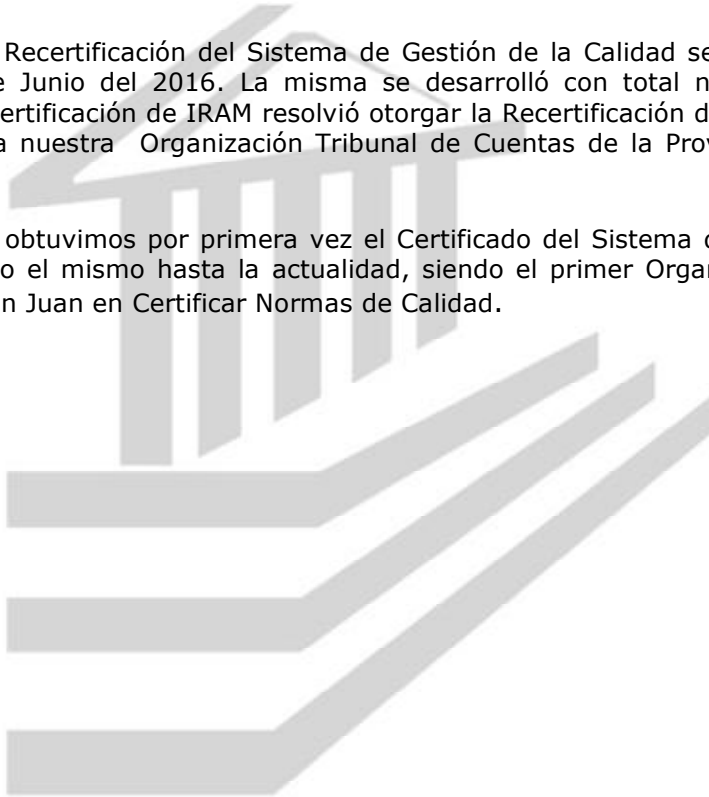 Recertificación del Sistema de Gestión de la Calidad se
e Junio del 2016. La misma se desarrolló con total n
ertificación de IRAM resolvió otorgar la Recertificación d
a nuestra Organización Tribunal de Cuentas de la Prov
obtuvimos por primera vez el Certificado del Sistema d
o el mismo hasta la actualidad, siendo el primer Organ
n Juan en Certificar Normas de Calidad.